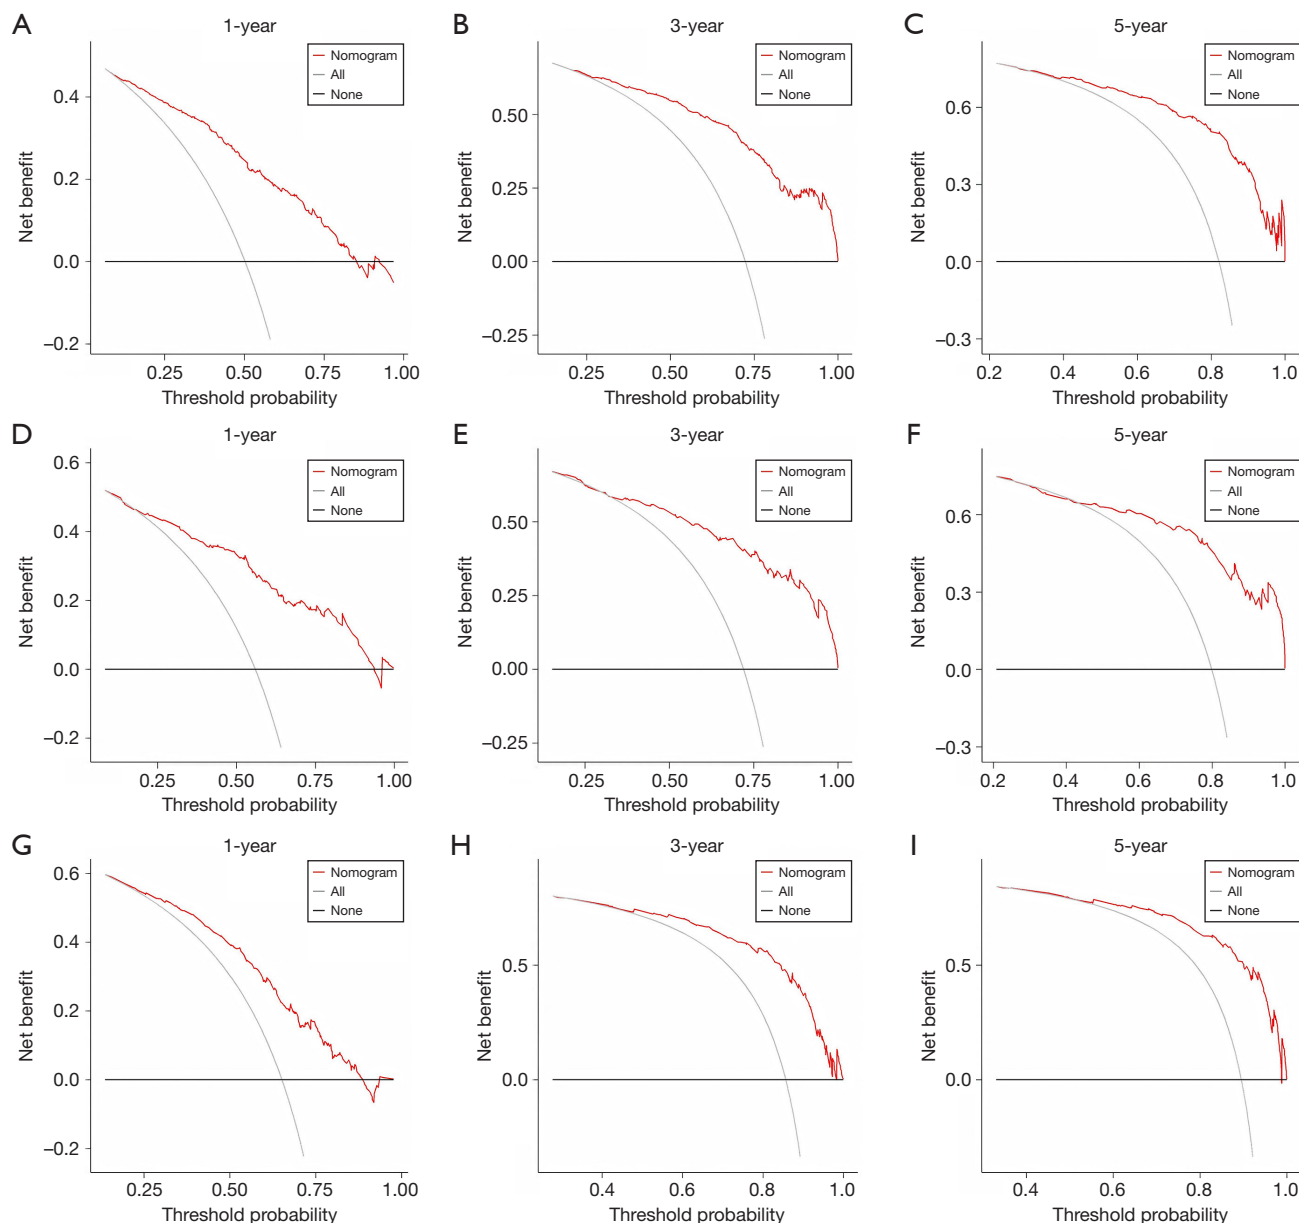 A
1-year
Nomogram
All
None
Net benefit
0.4
0.2
0.0
−0.2
0.25 0.50 0.75 1.00
Threshold probability
B
3-year
Nomogram
All
None
Net benefit
0.50
0.25
0.00
−0.25
0.25 0.50 0.75 1.00
Threshold probability
C
5-year
Nomogram
All
None
Net benefit
0.6
0.3
0.0
−0.3
0.2 0.4 0.6 0.8 1.0
Threshold probability
D
1-year
Nomogram
All
None
Net benefit
0.6
0.4
0.2
0.0
−0.2
0.25 0.50 0.75 1.00
Threshold probability
E
3-year
Nomogram
All
None
Net benefit
0.50
0.25
0.00
−0.25
0.25 0.50 0.75 1.00
Threshold probability
F
5-year
Nomogram
All
None
Net benefit
0.6
0.3
0.0
−0.3
0.2 0.4 0.6 0.8 1.0
Threshold probability
G
1-year
Nomogram
All
None
Net benefit
0.6
0.4
0.2
0.0
−0.2
0.25 0.50 0.75 1.00
Threshold probability
H
3-year
Nomogram
All
None
Net benefit
0.5
0.0
0.4 0.6 0.8 1.0
Threshold probability
I
5-year
Nomogram
All
None
Net benefit
0.5
0.0
0.4 0.6 0.8 1.0
Threshold probability